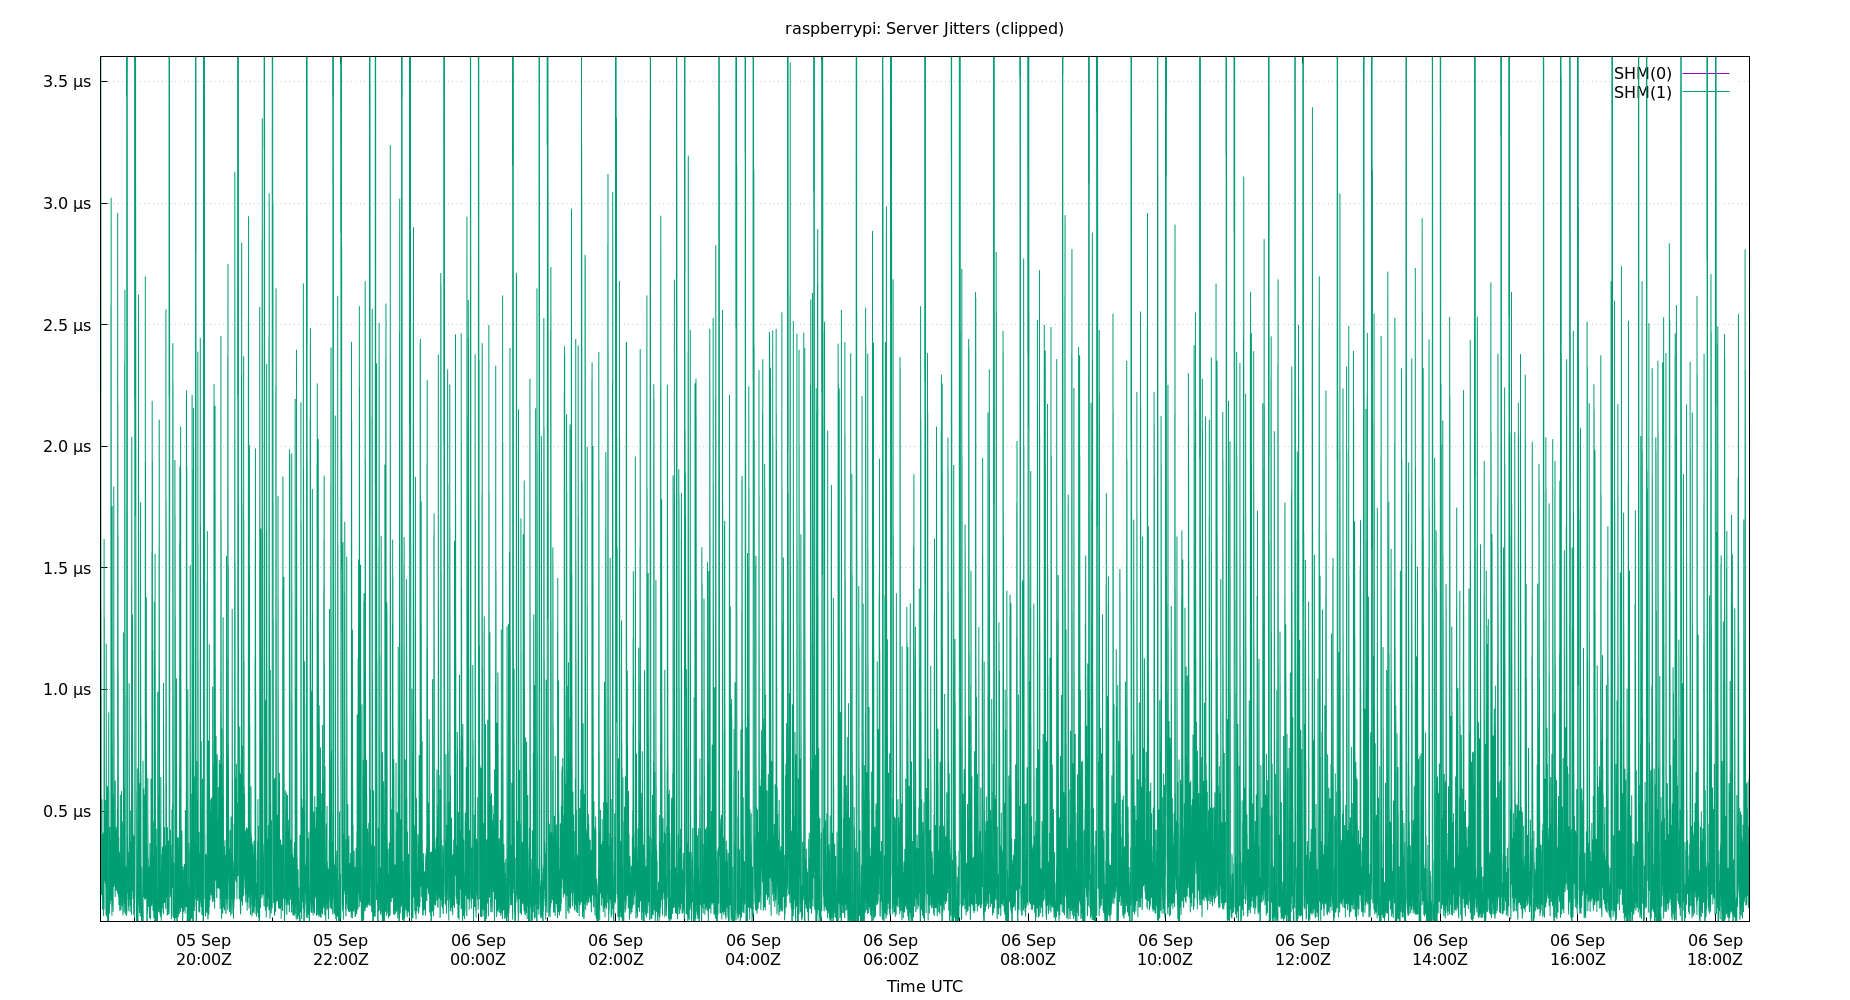 raspberrypi: Server Jitters (clipped)
SHM(0)
SHM(1)
3.5 µs
3.0 µs
2.5 µs
2.0 µs
1.5 µs
1.0 µs
0.5 µs
05 Sep 05 Sep 06 Sep 06 Sep 06 Sep 06 Sep 06 Sep 06 Sep 06 Sep 06 Sep 06 Sep 06 Sep
20:00Z 22:00Z 00:00Z 02:00Z 04:00Z 06:00Z 08:00Z 10:00Z 12:00Z 14:00Z 16:00Z 18:00Z
Time UTC